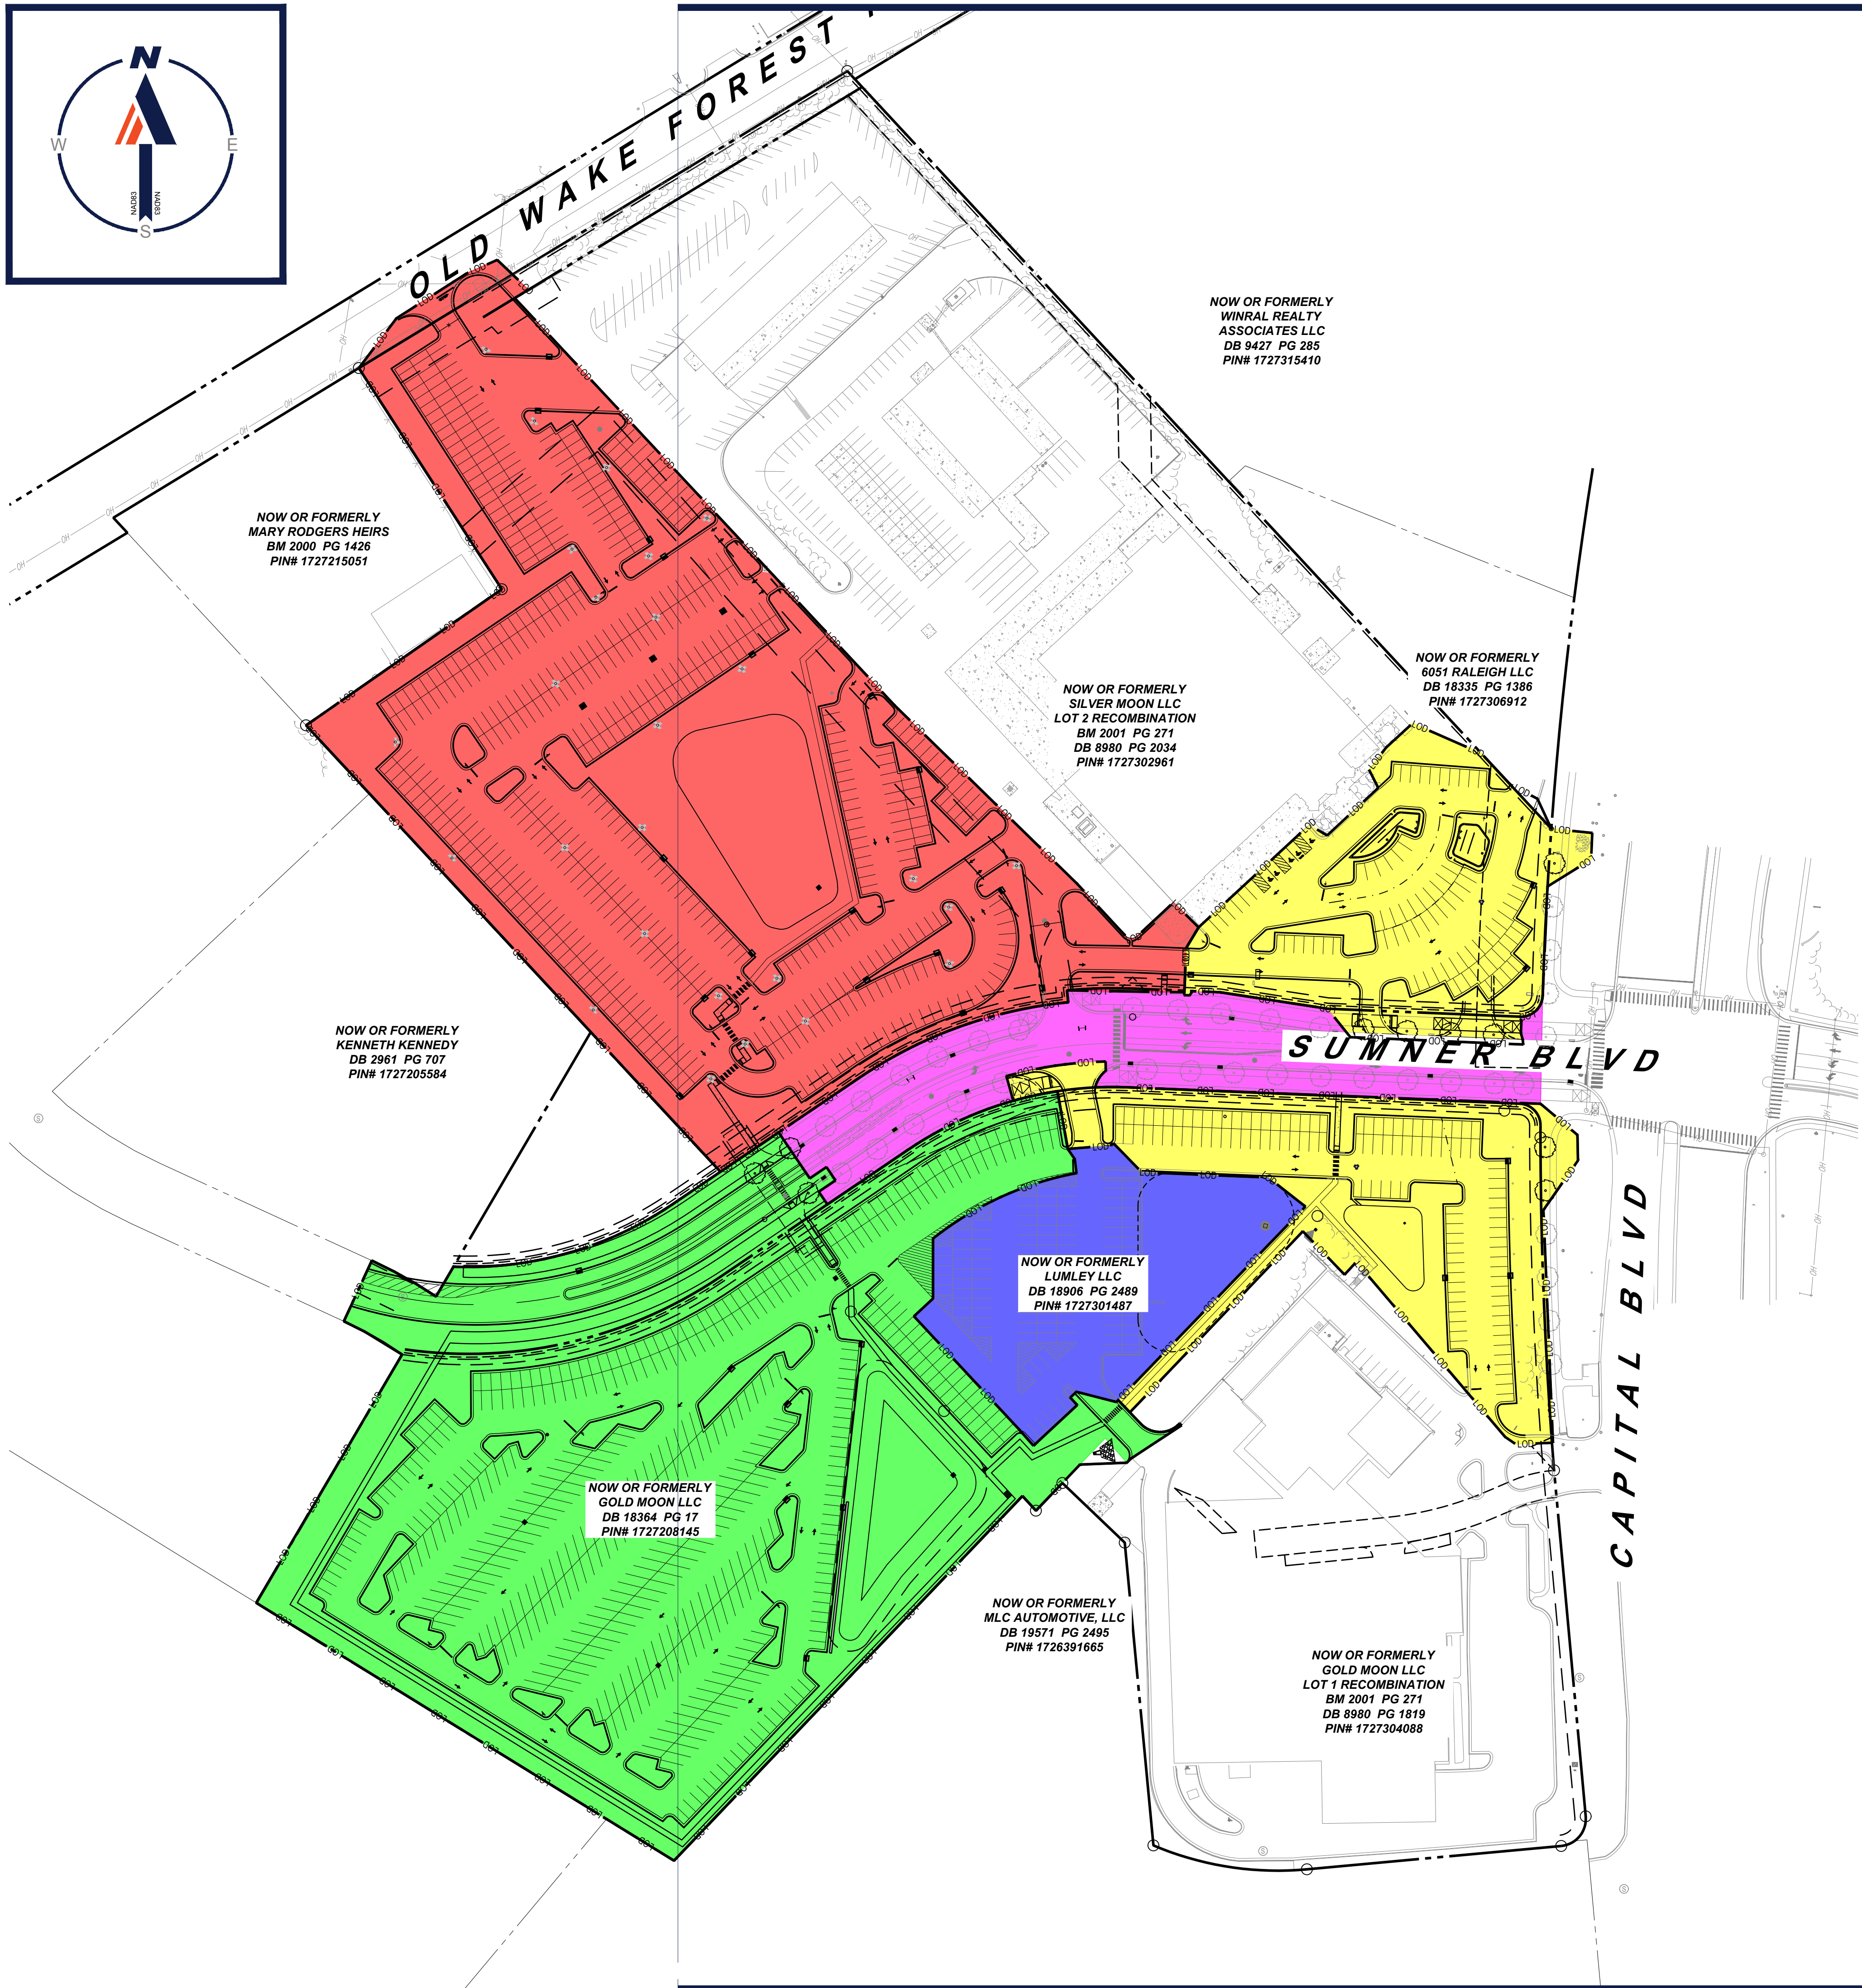 N
W
E
S
NAD83
NAD83
OLD WAKE FOREST
NOW OR FORMERLY
WINRAL REALTY
ASSOCIATES LLC
DB 9427 PG 285
PIN# 1727315410
NOW OR FORMERLY
MARY RODGERS HEIRS
BM 2000 PG 1426
PIN# 1727215051
NOW OR FORMERLY
6051 RALEIGH LLC
DB 18335 PG 1386
PIN# 1727306912
NOW OR FORMERLY
SILVER MOON LLC
LOT 2 RECOMBINATION
BM 2001 PG 271
DB 8980 PG 2034
PIN# 1727302961
NOW OR FORMERLY
KENNETH KENNEDY
DB 2961 PG 707
PIN# 1727205584
SUMNER BLVD
CAPITAL BLVD
NOW OR FORMERLY
LUMLEY LLC
DB 18906 PG 2489
PIN# 1727301487
NOW OR FORMERLY
GOLD MOON LLC
DB 18364 PG 17
PIN# 1727208145
NOW OR FORMERLY
MLC AUTOMOTIVE, LLC
DB 19571 PG 2495
PIN# 1726391665
NOW OR FORMERLY
GOLD MOON LLC
LOT 1 RECOMBINATION
BM 2001 PG 271
DB 8980 PG 1819
PIN# 1727304088